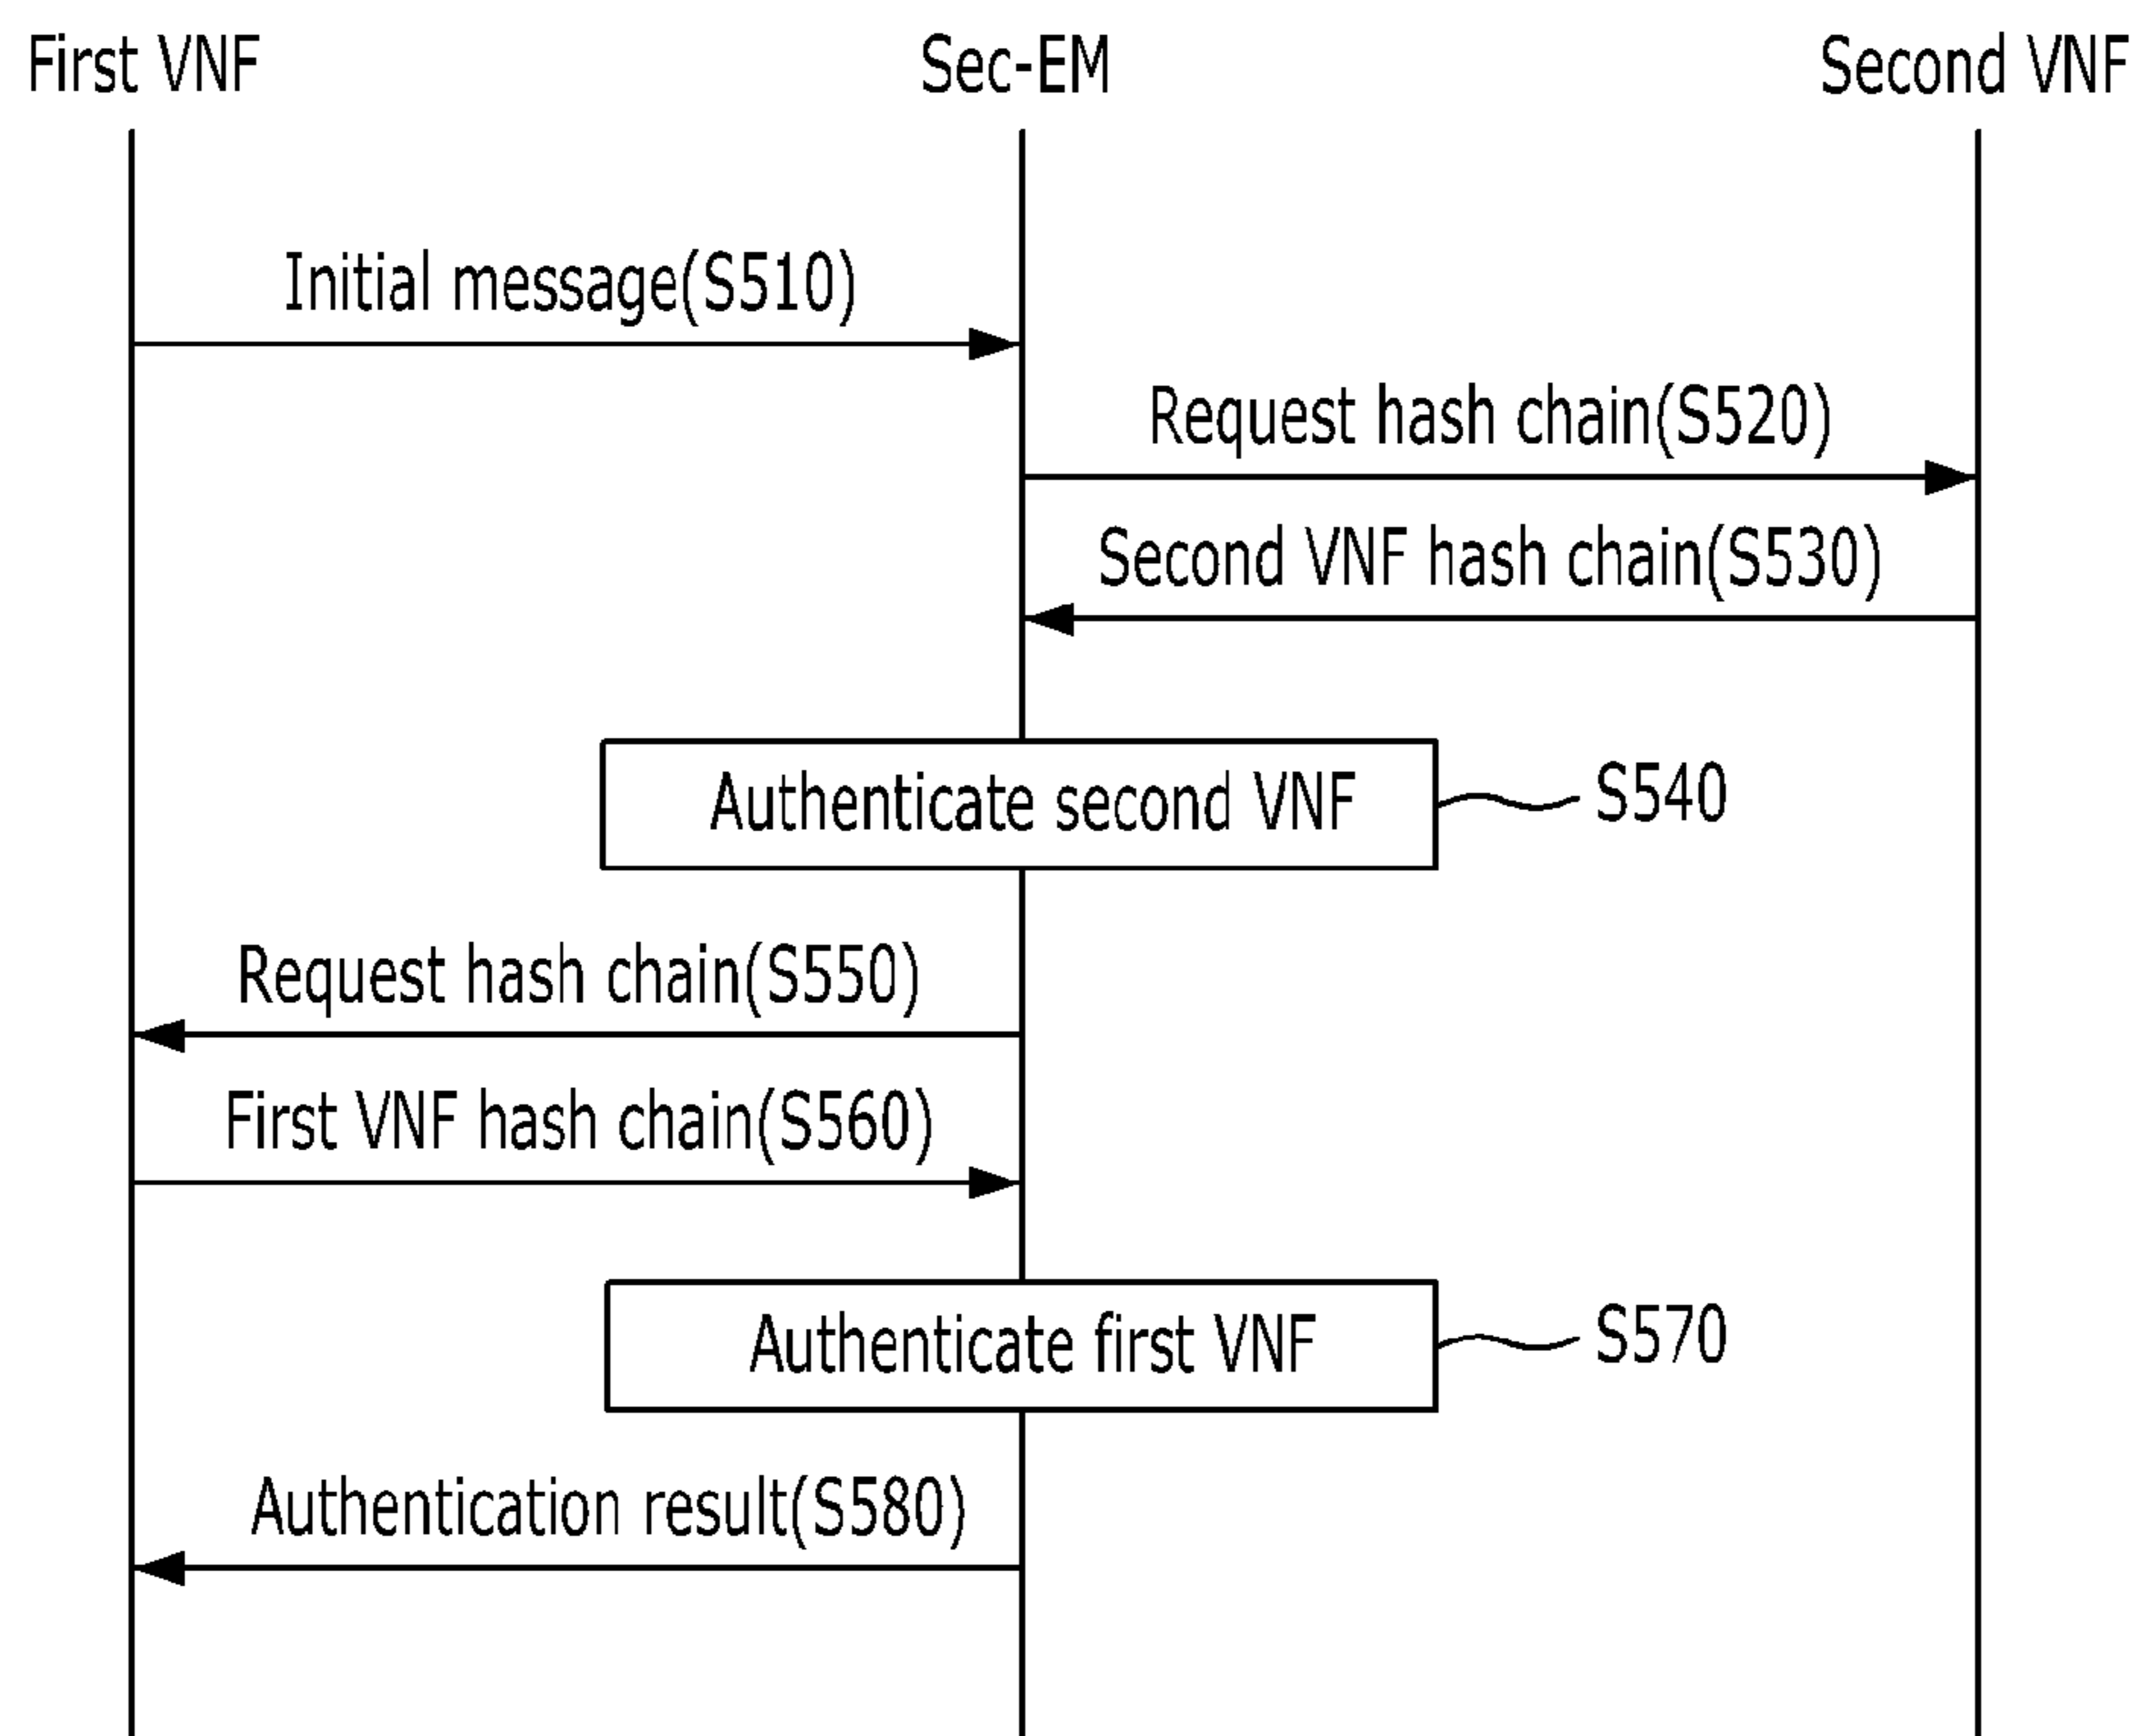 First VNF
Sec-EM
Second VNF
Initial message(S510)
Request hash chain(S520)
Second VNF hash chain(S530)
Authenticate second VNF
S540
Request hash chain(S550)
First VNF hash chain(S560)
Authenticate first VNF
S570
Authentication result(S580)